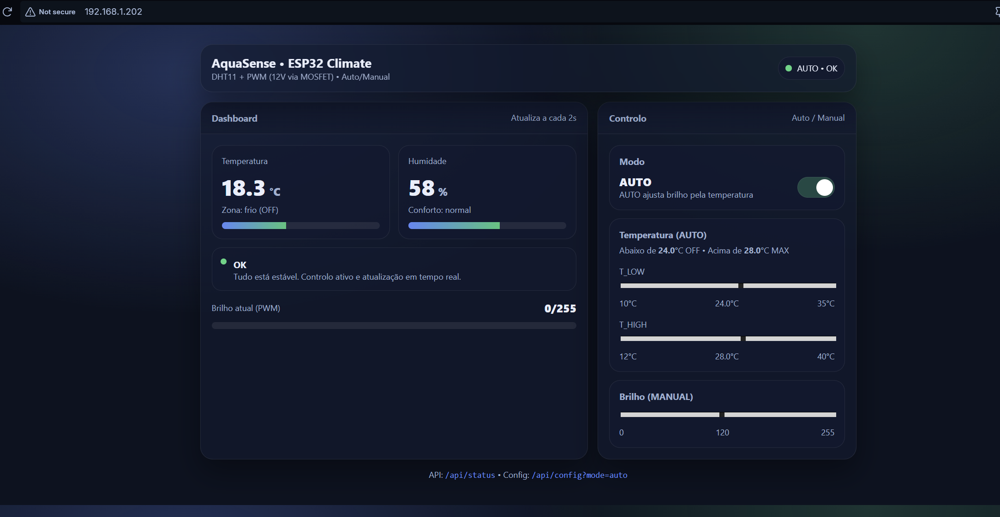 Not secure 192.168.1.202
AquaSense • ESP32 Climate
DHT11 + PWM (12V via MOSFET) • Auto/Manual
AUTO • OK
Dashboard
Atualiza a cada 2s
Temperatura
18.3 °C
Zona: frio (OFF)
Humidade
58 %
Conforto: normal
OK
Tudo está estável. Controlo ativo e atualização em tempo real.
Brilho atual (PWM)
0/255
Controlo
Auto / Manual
Modo
AUTO
AUTO ajusta brilho pela temperatura
Temperatura (AUTO)
Abaixo de 24.0°C OFF • Acima de 28.0°C MAX
T_LOW
10°C 24.0°C 35°C
T_HIGH
12°C 28.0°C 40°C
Brilho (MANUAL)
0 120 255
API: /api/status • Config: /api/config?mode=auto